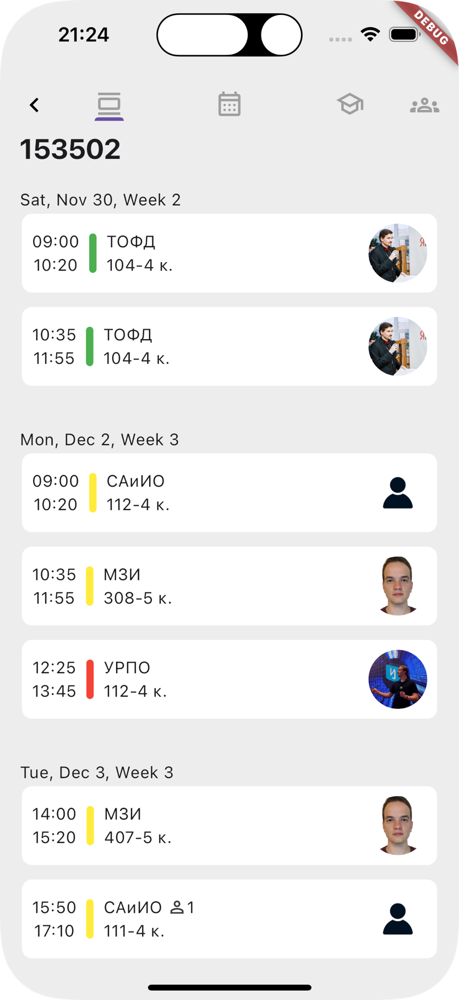 21:24
DEBUG
153502
Sat, Nov 30, Week 2
09:00 ТОФД
10:20 104-4 к.
10:35 ТОФД
11:55 104-4 к.
Mon, Dec 2, Week 3
09:00 САиИО
10:20 112-4 к.
10:35 МЗИ
11:55 308-5 к.
12:25 УРПО
13:45 112-4 к.
Tue, Dec 3, Week 3
14:00 МЗИ
15:20 407-5 к.
15:50 САиИО 1
17:10 111-4 к.